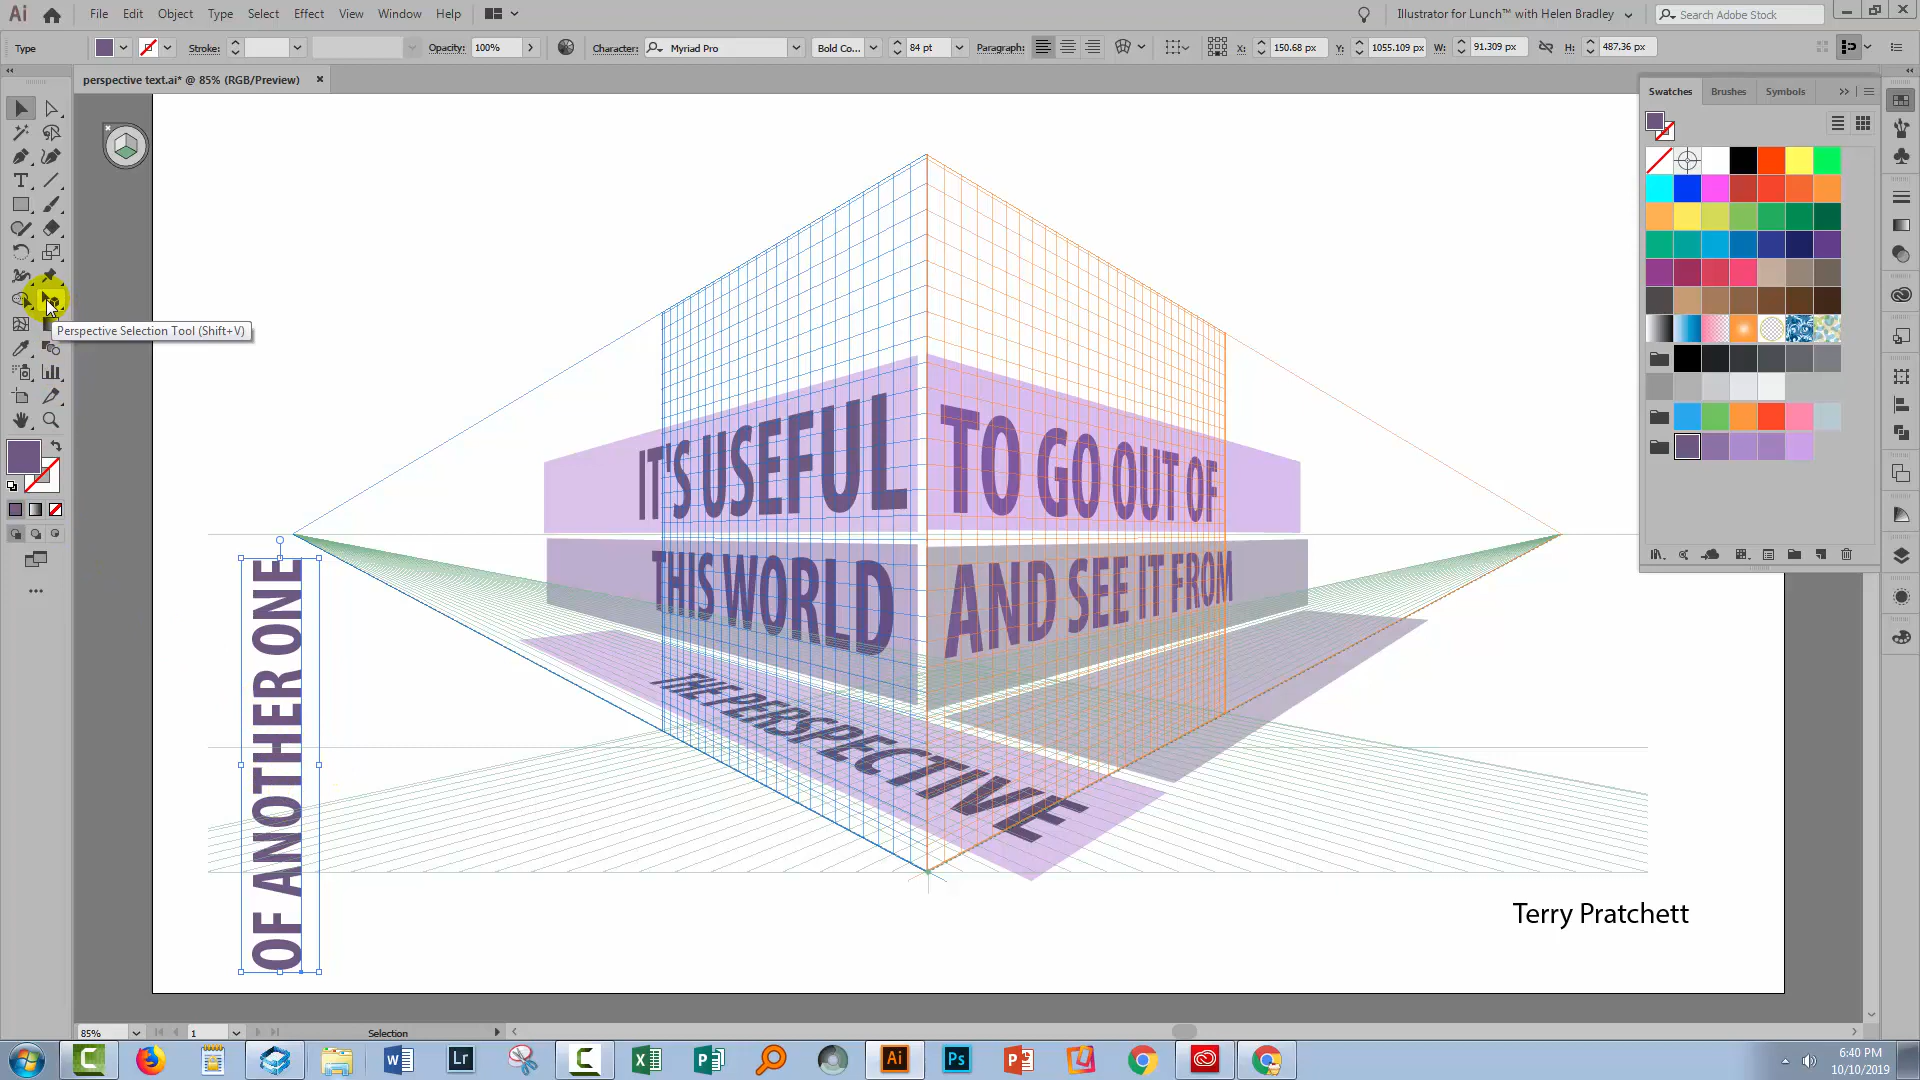 Ai
File Edit Object Type Select Effect View Window Help
Illustrator for Lunch™ with Helen Bradley
Search Adobe Stock
Type
Stroke:
Opacity: 100%
Character: Myriad Pro
Bold Co...
84 pt
Paragraph:
X: 150.68 px
Y: 1055.109 px
W: 91.309 px
H: 487.36 px
perspective text.ai* @ 85% (RGB/Preview)
Swatches Brushes Symbols
Perspective Selection Tool (Shift+V)
IT'S USEFUL
TO GO OUT OF
THIS WORLD
AND SEE IT FROM
THE PERSPECTIVE
OF ANOTHER ONE
Terry Pratchett
85%
1
Selection
Lr
Ai
Ps
6:40 PM
10/10/2019